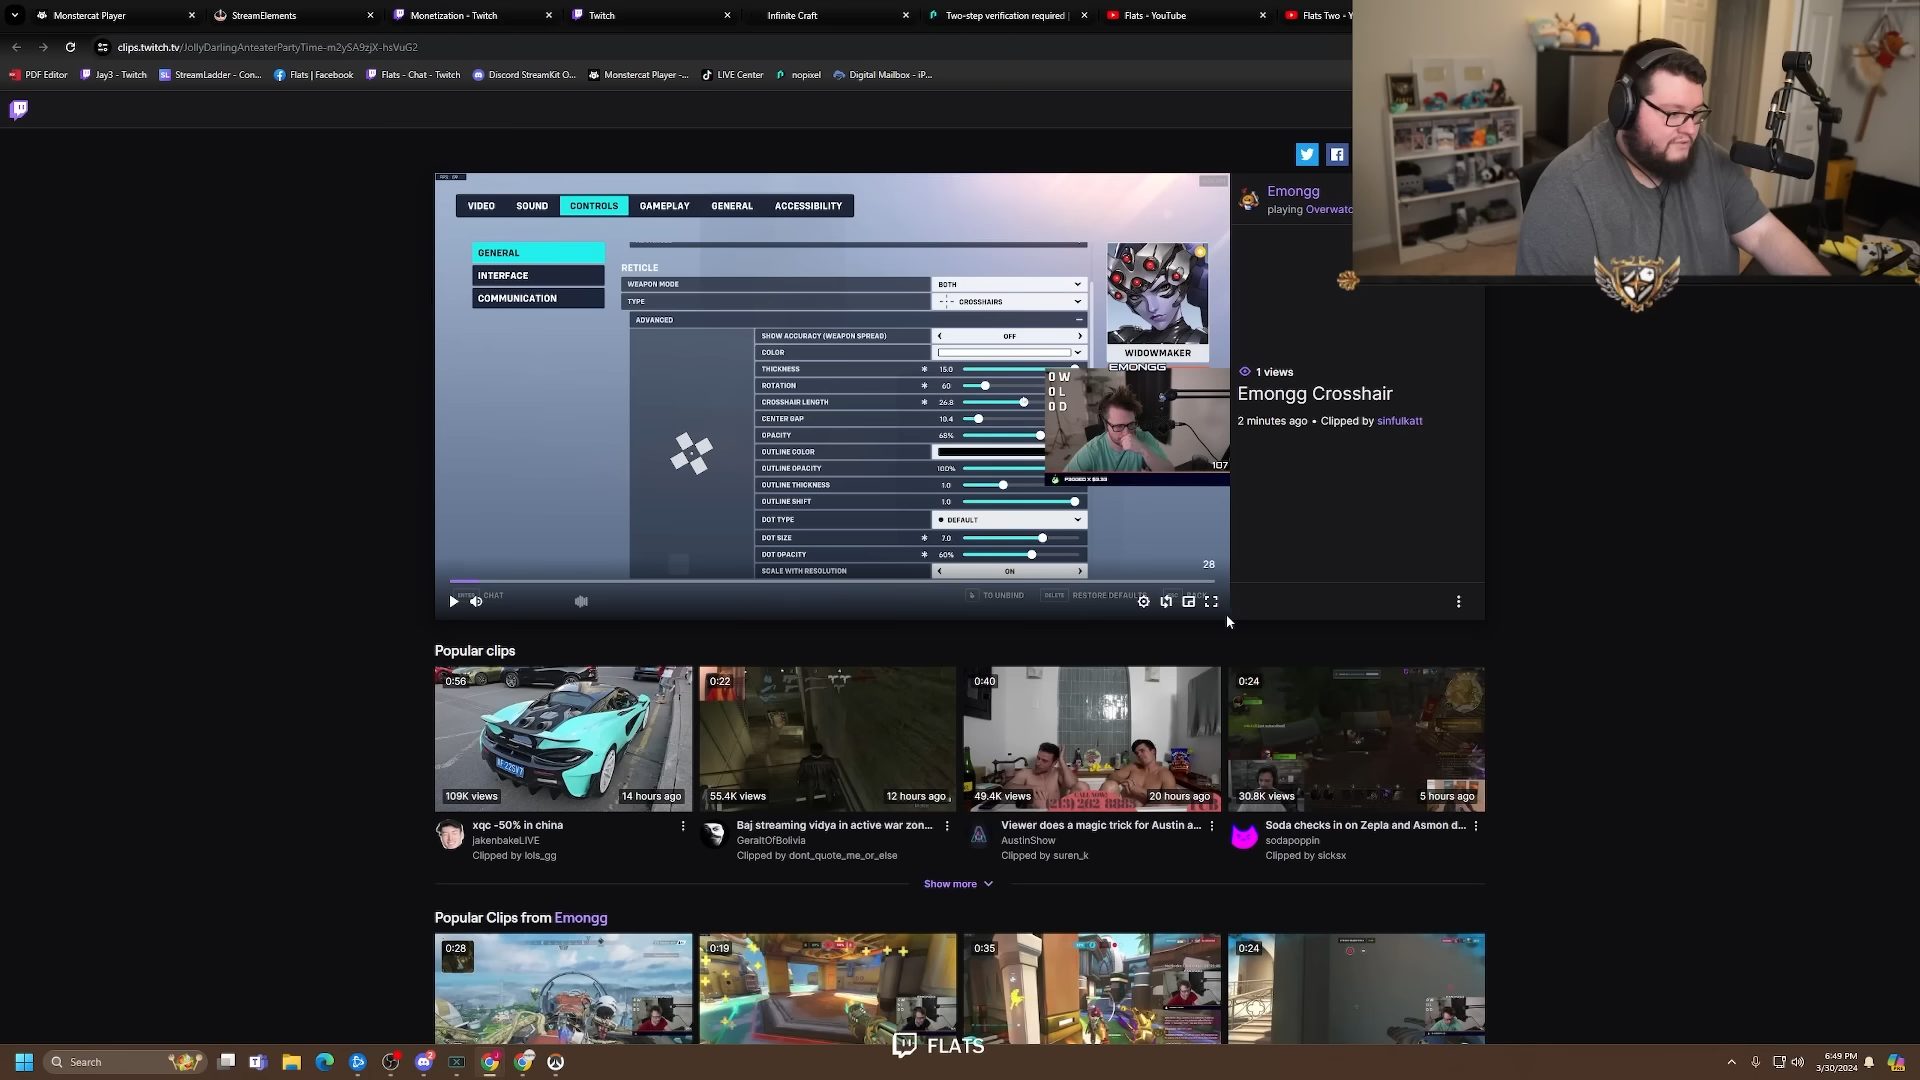 Monstercat Player
StreamElements
Monetization - Twitch
Twitch
Infinite Craft
Two-step verification required |
Flats - YouTube
Flats Two - Y
clips.twitch.tv/JollyDarlingAnteaterPartyTime-m2ySA9zjX-hsVuG2
PDF Editor
Jay3 - Twitch
StreamLadder - Con...
Flats | Facebook
Flats - Chat - Twitch
Discord StreamKit O...
Monstercat Player -...
LIVE Center
nopixel
Digital Mailbox - iP...
VIDEO
SOUND
CONTROLS
GAMEPLAY
GENERAL
ACCESSIBILITY
GENERAL
INTERFACE
COMMUNICATION
RETICLE
WEAPON MODE
BOTH
TYPE
CROSSHAIRS
ADVANCED
SHOW ACCURACY (WEAPON SPREAD)
OFF
COLOR
THICKNESS
15.0
ROTATION
60
CROSSHAIR LENGTH
26.8
CENTER GAP
10.4
OPACITY
68%
OUTLINE COLOR
OUTLINE OPACITY
100%
OUTLINE THICKNESS
1.0
OUTLINE SHIFT
1.0
DOT TYPE
DEFAULT
DOT SIZE
7.0
DOT OPACITY
60%
SCALE WITH RESOLUTION
ON
WIDOWMAKER
EMONGG
0 W
0 L
0 D
107
28
ENTER CHAT
TO UNBIND
DELETE RESTORE DEFAULTS
BACK
Emongg
playing Overwatc
1 views
Emongg Crosshair
2 minutes ago • Clipped by sinfulkatt
Popular clips
0:56
109K views
14 hours ago
xqc -50% in china
jakenbakeLIVE
Clipped by lols_gg
0:22
55.4K views
12 hours ago
Baj streaming vidya in active war zon...
GeraltOfBolivia
Clipped by dont_quote_me_or_else
0:40
49.4K views
20 hours ago
Viewer does a magic trick for Austin a...
AustinShow
Clipped by suren_k
0:24
30.8K views
5 hours ago
Soda checks in on Zepla and Asmon d...
sodapoppin
Clipped by sicksx
Show more
Popular Clips from Emongg
0:28
0:19
0:35
0:24
FLATS
Search
6:49 PM
3/30/2024